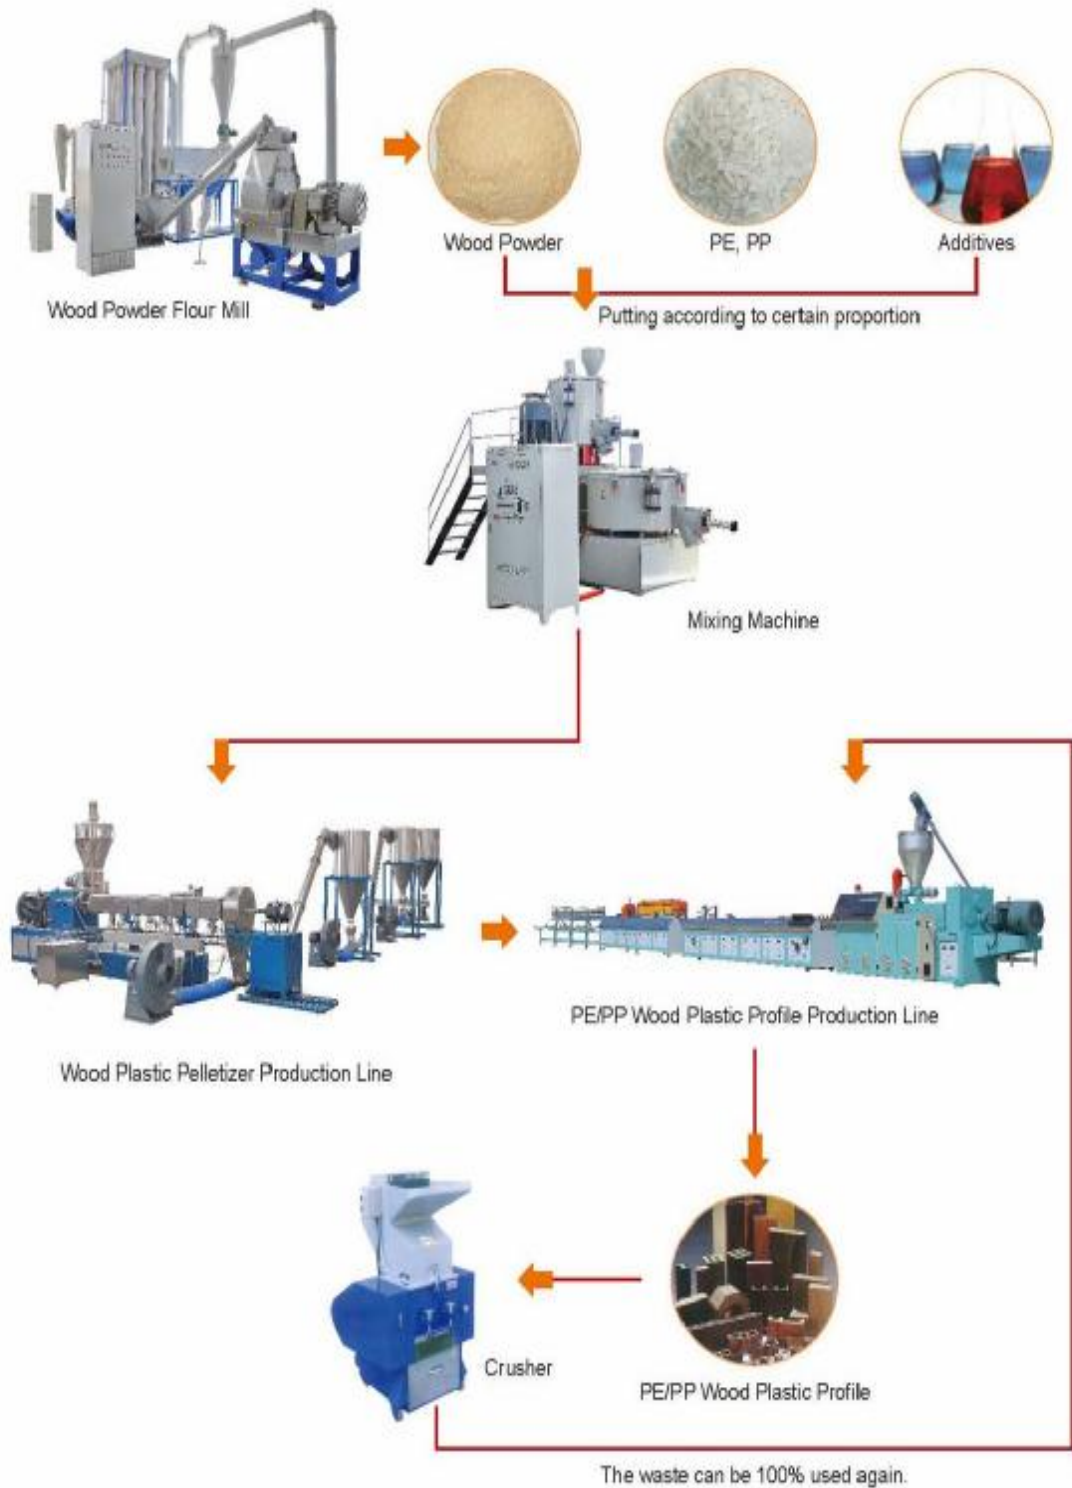 Wood Powder
PE, PP
Additives
Wood Powder Flour Mill
Putting according to certain proportion
Mixing Machine
PE/PP Wood Plastic Profile Production Line
Wood Plastic Pelletizer Production Line
Crusher
PE/PP Wood Plastic Profile
The waste can be 100% used again.